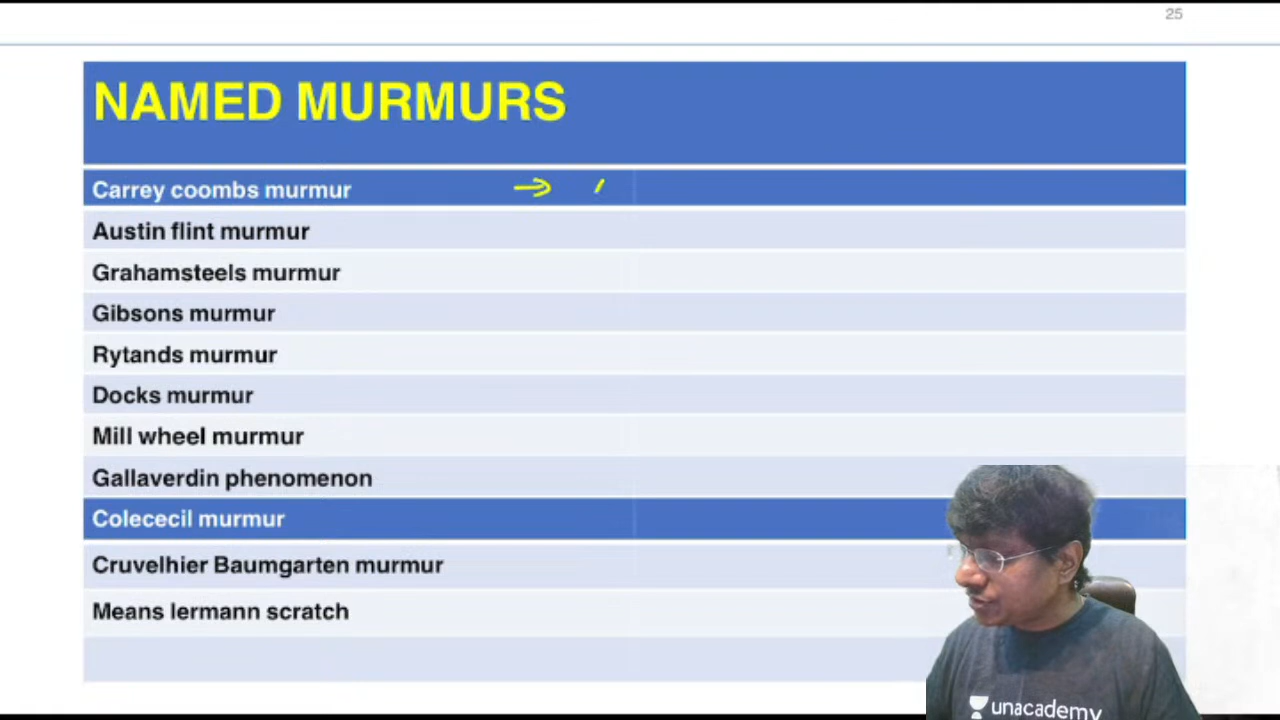 25
NAMED MURMURS
Carrey coombs murmur →
Austin flint murmur
Grahamsteels murmur
Gibsons murmur
Rytands murmur
Docks murmur
Mill wheel murmur
Gallaverdin phenomenon
Colececil murmur
Cruvelhier Baumgarten murmur
Means lermann scratch
unacademy